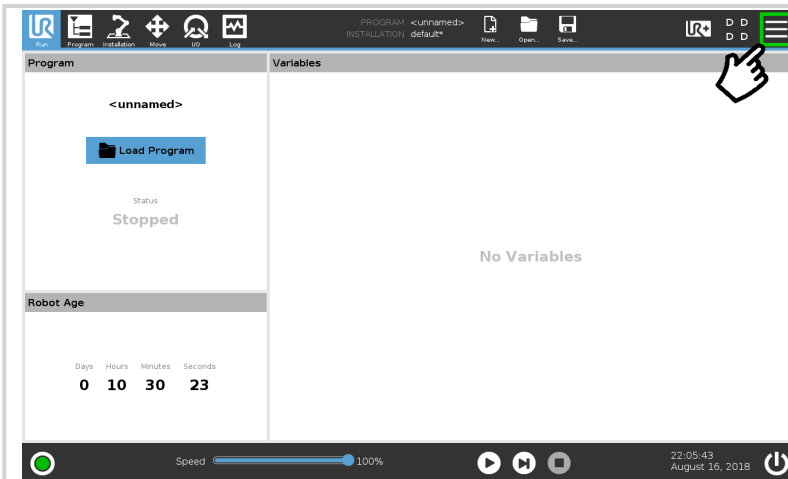 UR
Run
Program
Installation
Move
I/O
Log
PROGRAM <unnamed>
INSTALLATION default*
New...
Open...
Save...
UR+
D D
D D
Program
<unnamed>
Load Program
Status
Stopped
Variables
No Variables
Robot Age
Days Hours Minutes Seconds
0 10 30 23
Speed 100%
22:05:43
August 16, 2018